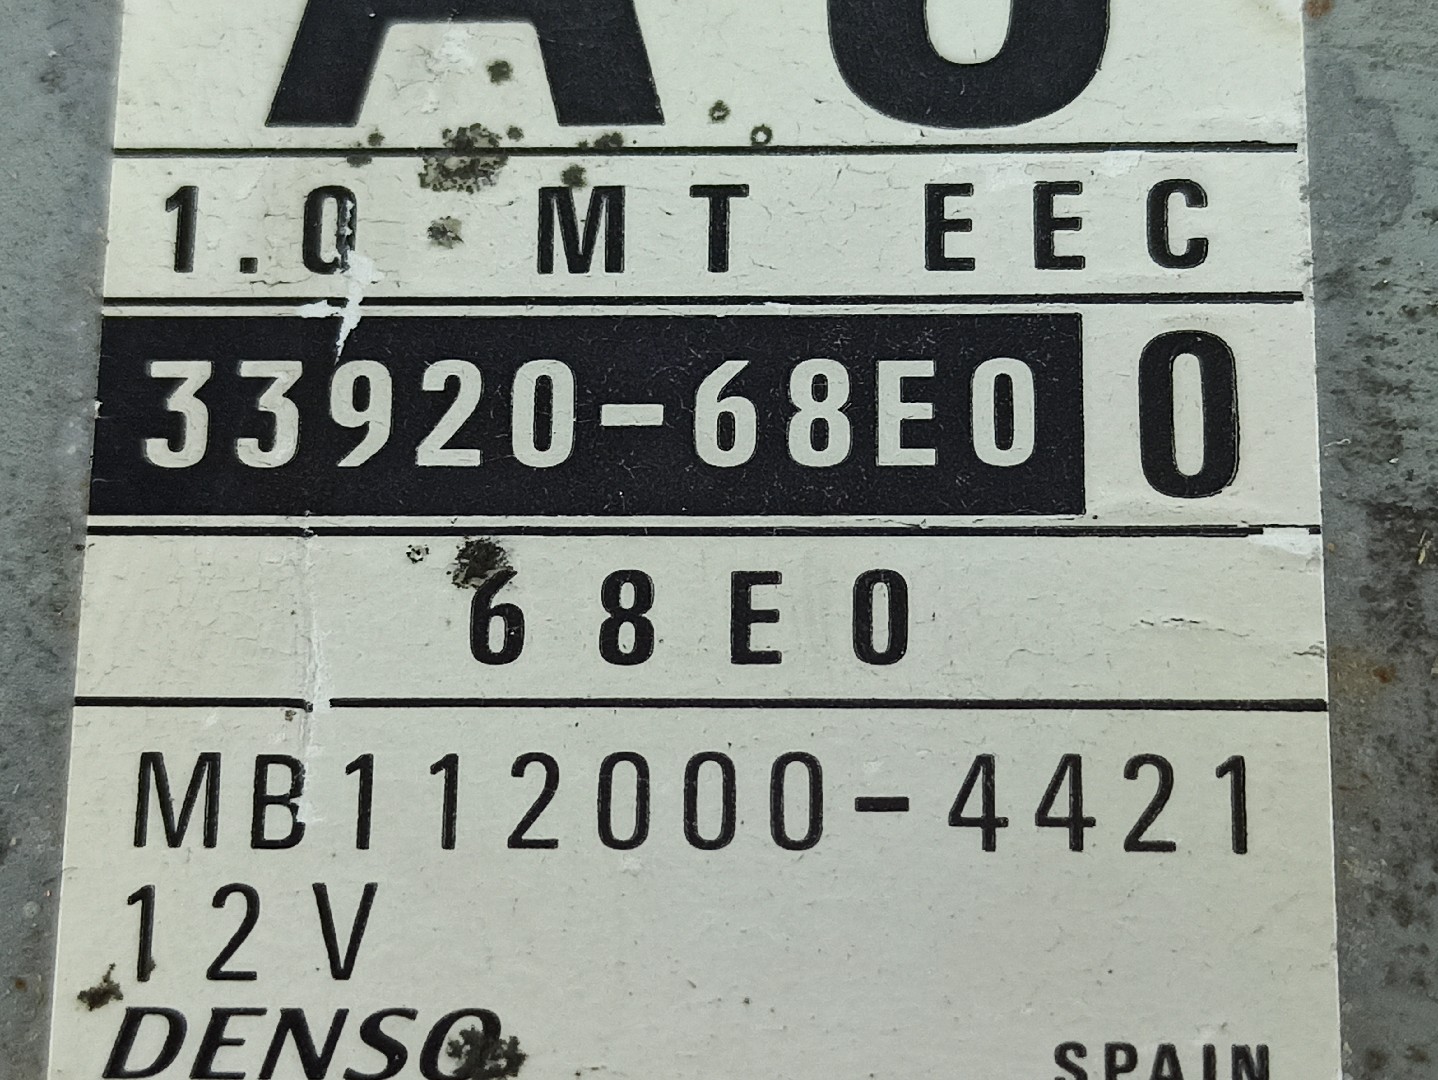 1.0 MT EEC
33920-68E0 0
68E0
MB112000-4421
12V
DENSO
SPAIN